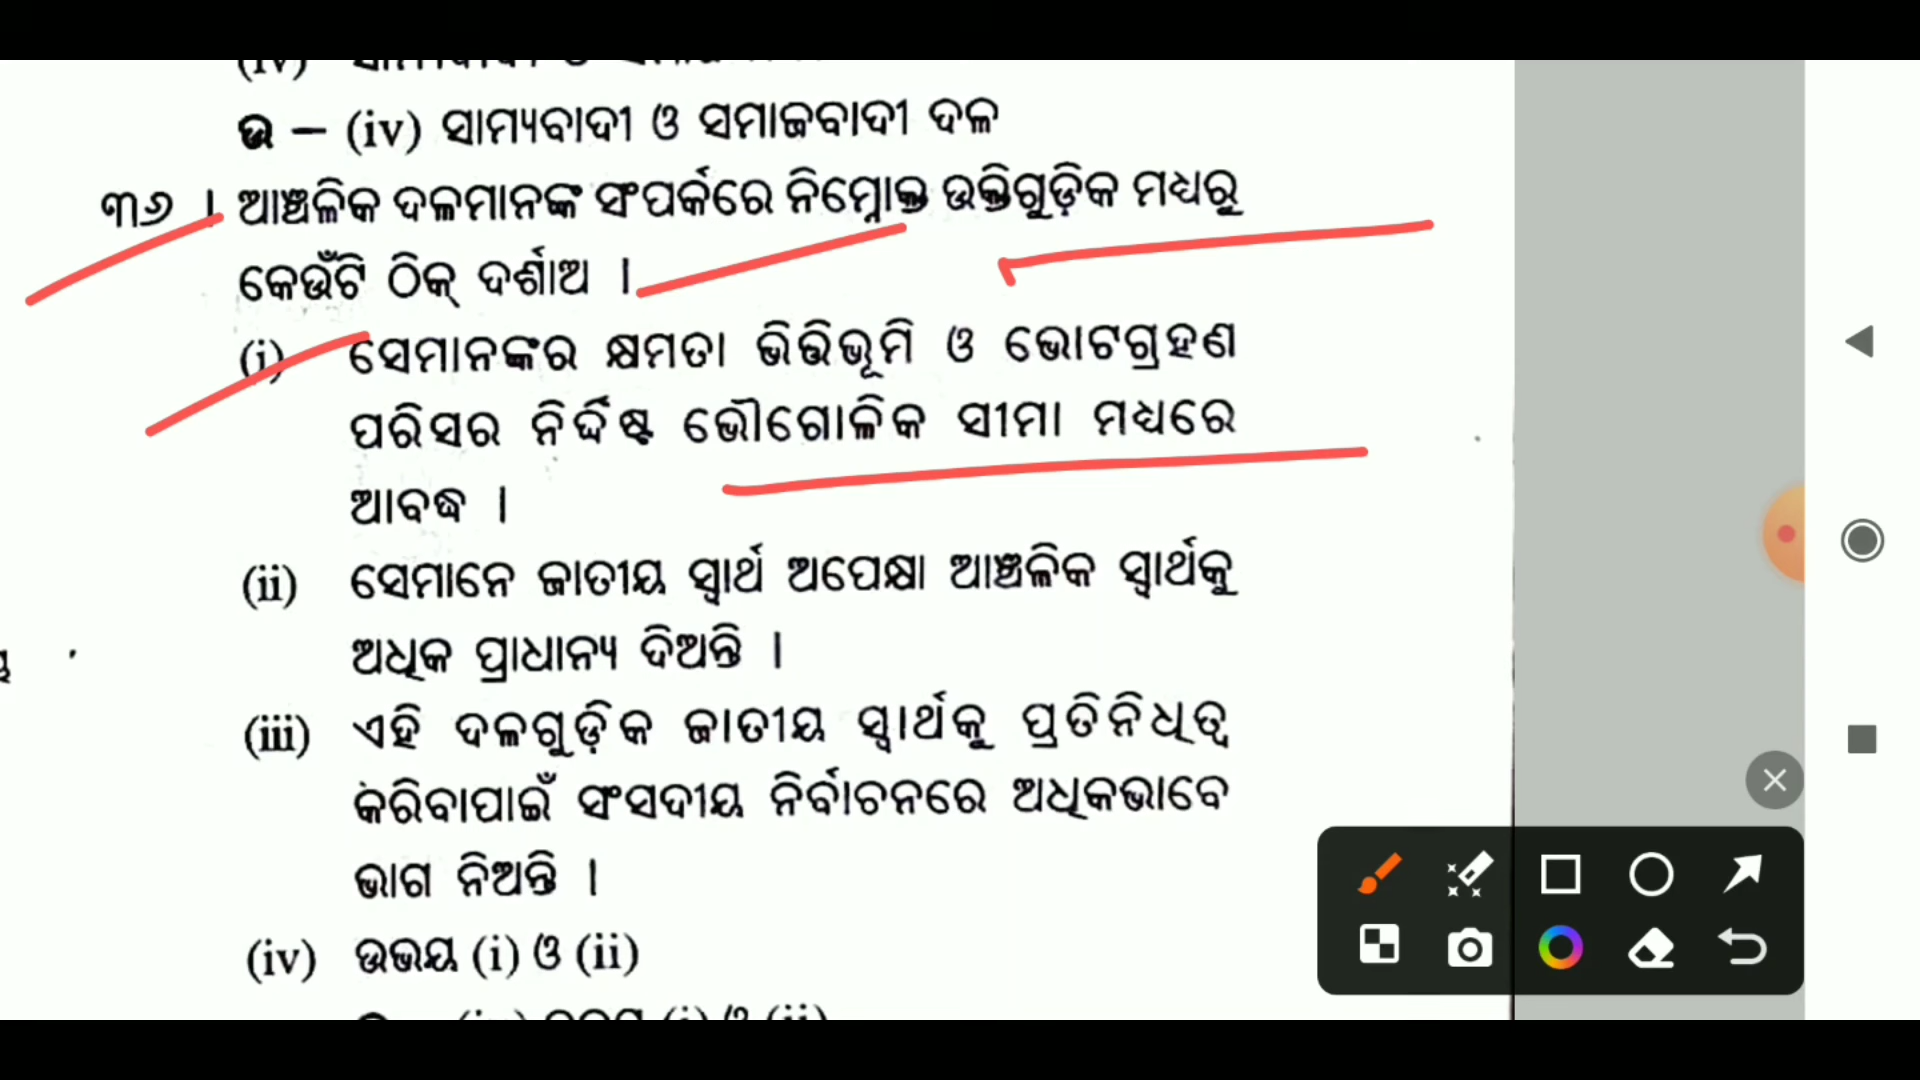 ଉ – (iv) ସାମ୍ୟବାଦୀ ଓ ସମାଜବାଦୀ ଦଳ
୩୬ । ଆଞ୍ଚଳିକ ଦଳମାନଙ୍କ ସଂପର୍କରେ ନିମ୍ନୋକ୍ତ ଉକ୍ତିଗୁଡ଼ିକ ମଧ୍ୟରୁ
କେଉଁଟି ଠିକ୍ ଦର୍ଶାଅ ।
(i) ସେମାନଙ୍କର କ୍ଷମତା ଭିତ୍ତିଭୂମି ଓ ଭୋଟଗ୍ରହଣ
ପରିସର ନିର୍ଦ୍ଦିଷ୍ଟ ଭୌଗୋଳିକ ସୀମା ମଧ୍ୟରେ
ଆବଦ୍ଧ ।
(ii) ସେମାନେ ଜାତୀୟ ସ୍ୱାର୍ଥ ଅପେକ୍ଷା ଆଞ୍ଚଳିକ ସ୍ୱାର୍ଥକୁ
ଅଧିକ ପ୍ରାଧାନ୍ୟ ଦିଅନ୍ତି ।
(iii) ଏହି ଦଳଗୁଡ଼ିକ ଜାତୀୟ ସ୍ୱାର୍ଥକୁ ପ୍ରତିନିଧିତ୍ୱ
କରିବାପାଇଁ ସଂସଦୀୟ ନିର୍ବାଚନରେ ଅଧିକଭାବେ
ଭାଗ ନିଅନ୍ତି ।
(iv) ଉଭୟ (i) ଓ (ii)